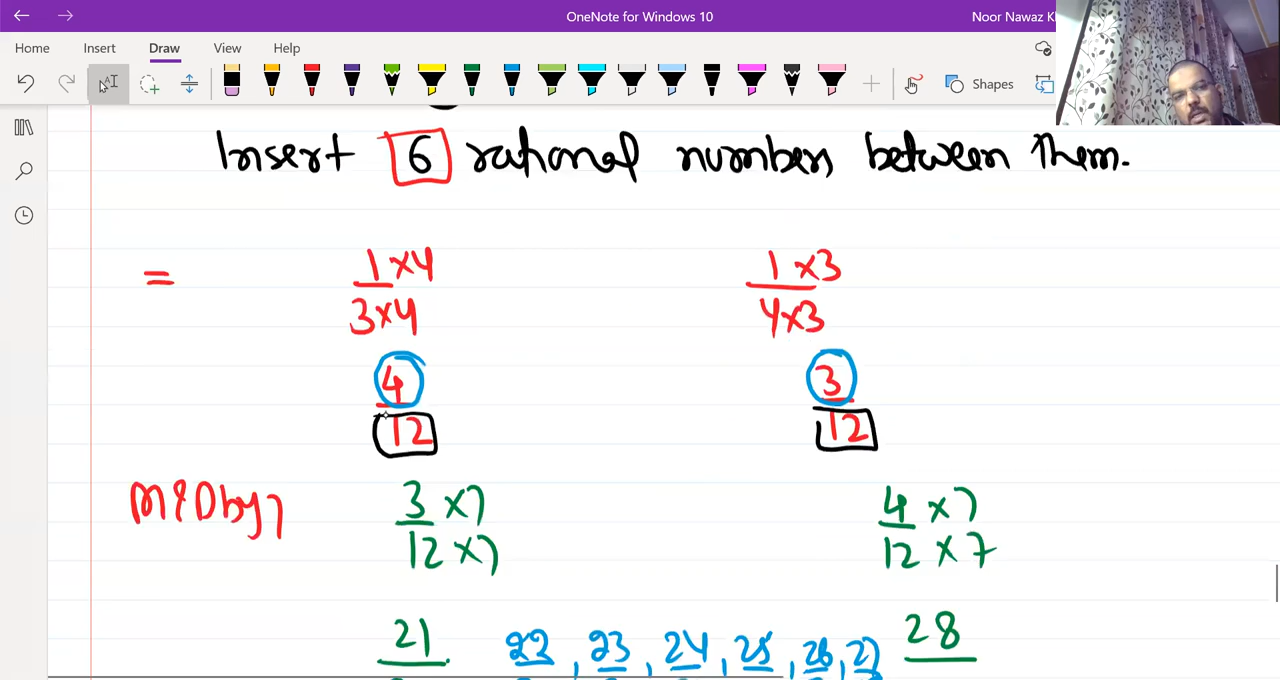 OneNote for Windows 10
Noor Nawaz Kh
Home Insert Draw View Help
Shapes
Insert 6 rational numbers between them.
= 1 × 4 1 × 3
3 × 4 4 × 3
4 3
12 12
M & D by 7 3 × 7 4 × 7
12 × 7 12 × 7
21 22 , 23 , 24 , 25 , 26 , 27 28